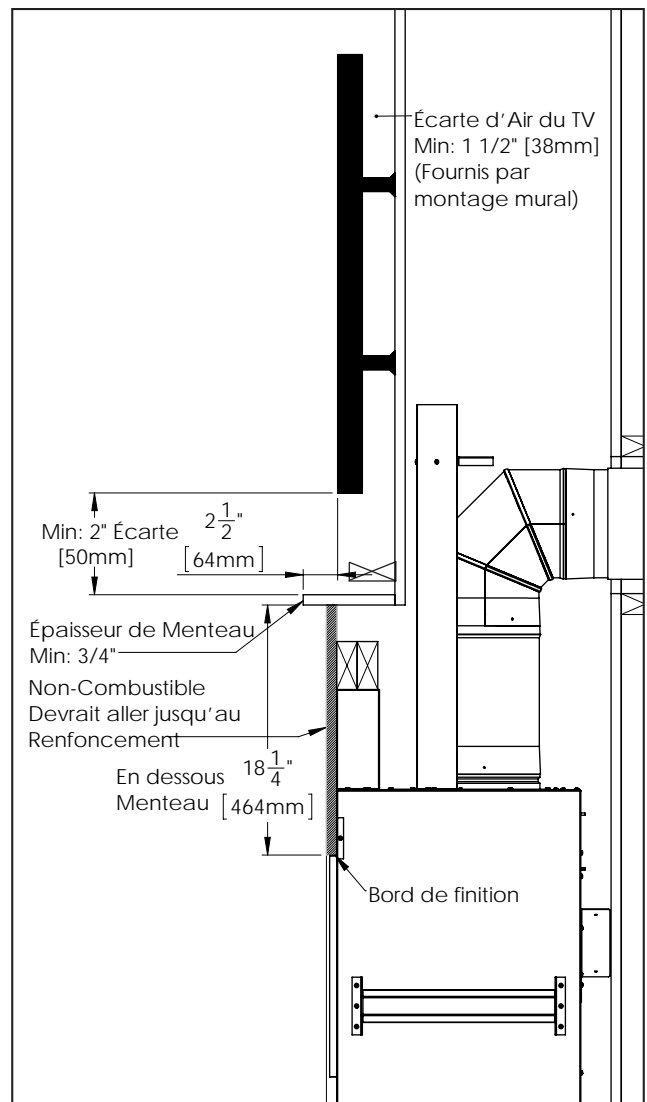 Écarte d'Air du TV
Min: 1 1/2" [38mm]
(Fournis par
montage mural)
Min: 2" Écarte
[50mm]
2 1/2"
[64mm]
Épaisseur de Menteau
Min: 3/4"
Non-Combustible
Devrait aller jusqu'au
Renfoncement
En dessous
Menteau
18 1/4"
[464mm]
Bord de finition